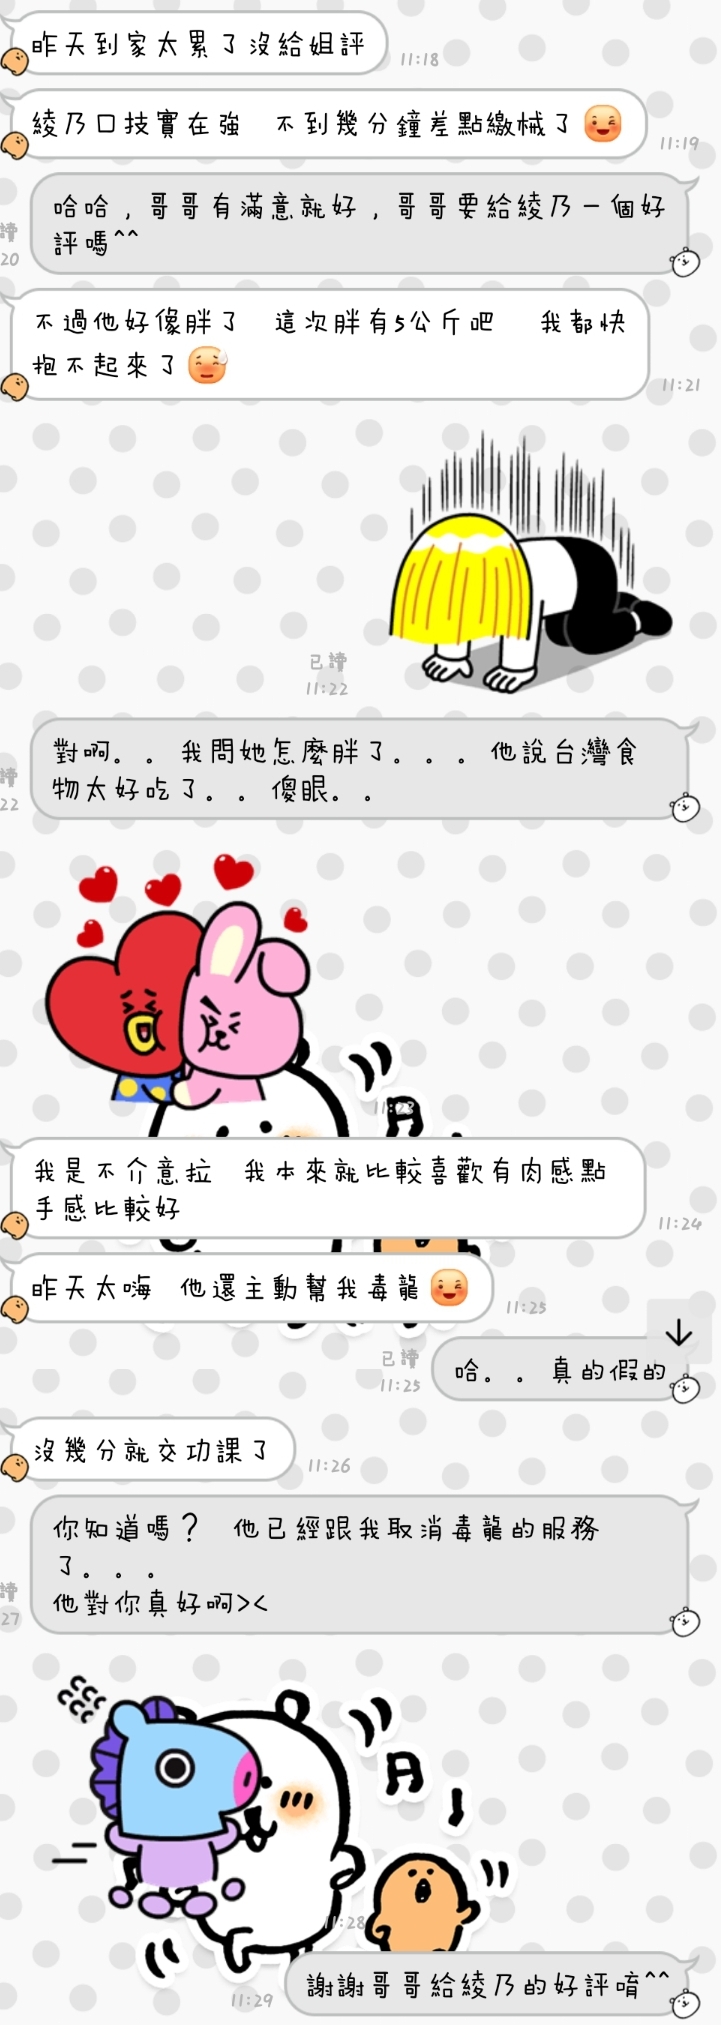 昨天到家太累了沒給姐評
11:18
綾乃口技實在強 不到幾分鐘差點繳械了
11:19
哈哈，哥哥有滿意就好，哥哥要給綾乃一個好
評嗎^^
讀
20
不過他好像胖了 這次胖有5公斤吧 我都快
抱不起來了
11:21
已讀
11:22
對啊。。我問她怎麼胖了。。。他說台灣食
物太好吃了。。傻眼。。
讀
22
11:23
我是不介意拉 我本來就比較喜歡有肉感點
手感比較好
11:24
昨天太嗨 他還主動幫我毒龍
11:25
哈。。真的假的
已讀
11:25
沒幾分就交功課了
11:26
你知道嗎？ 他已經跟我取消毒龍的服務
了。。。
他對你真好啊><
讀
27
11:28
謝謝哥哥給綾乃的好評唷^^
11:29